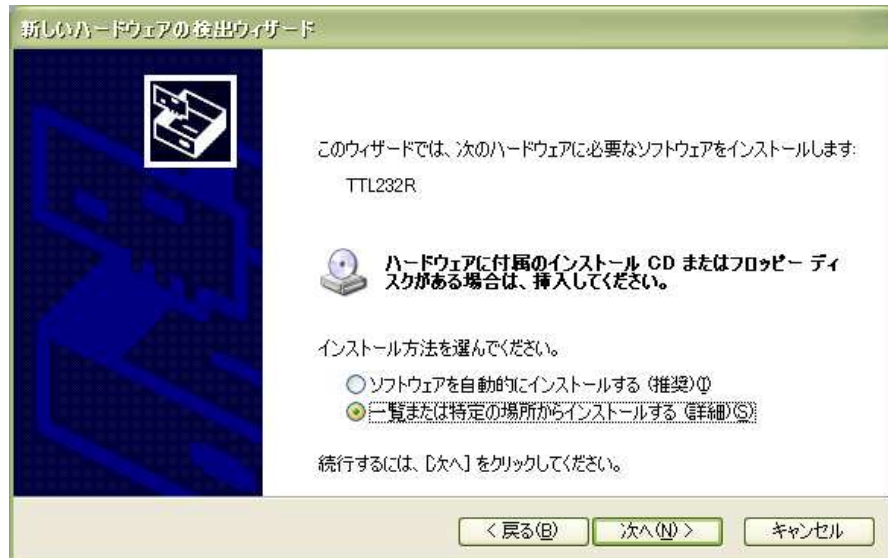 新しいハードウェアの検出ウィザード
このウィザードでは、次のハードウェアに必要なソフトウェアをインストールします:
TTL232R
ハードウェアに付属のインストール CD またはフロッピー ディ
スクがある場合は、挿入してください。
インストール方法を選んでください。
ソフトウェアを自動的にインストールする (推奨)(I)
一覧または特定の場所からインストールする (詳細)(S)
続行するには、[次へ] をクリックしてください。
< 戻る(B)
次へ(N) >
キャンセル